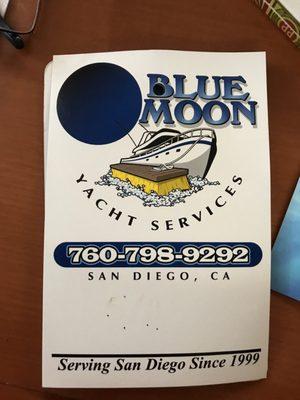 BLUE
MOON
YACHT SERVICES
760-798-9292
SAN DIEGO, CA
Serving San Diego Since 1999